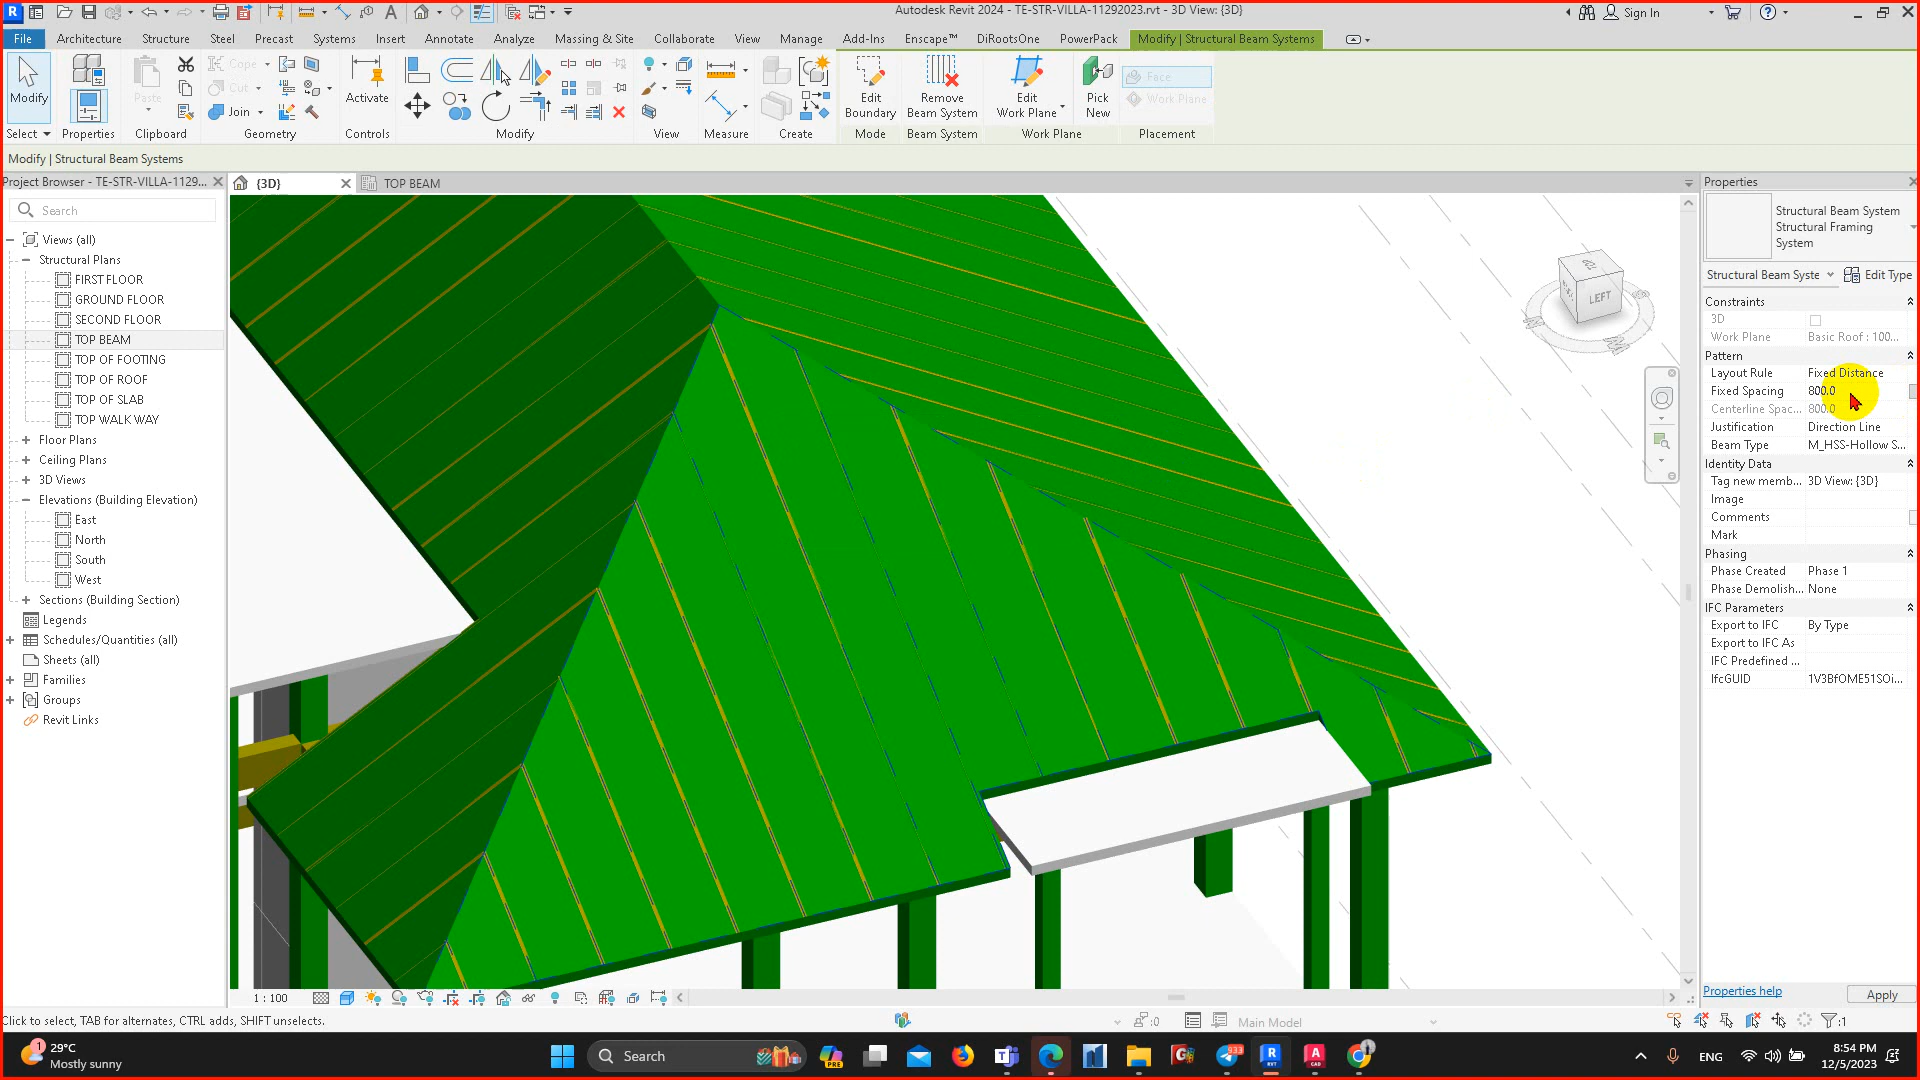 Autodesk Revit 2024 - TE-STR-VILLA-11292023.rvt - 3D View: {3D}
Sign In
File Architecture Structure Steel Precast Systems Insert Annotate Analyze Massing & Site Collaborate View Manage Add-Ins Enscape™ DiRootsOne PowerPack Modify | Structural Beam Systems
Modify
Paste
Cope
Cut
Join
Activate
Edit Boundary
Remove Beam System
Edit Work Plane
Pick New
Face
Work Plane
Select Properties Clipboard Geometry Controls Modify View Measure Create Mode Beam System Work Plane Placement
Modify | Structural Beam Systems
Project Browser - TE-STR-VILLA-1129...
{3D}
TOP BEAM
Properties
Search
Views (all)
Structural Plans
FIRST FLOOR
GROUND FLOOR
SECOND FLOOR
TOP BEAM
TOP OF FOOTING
TOP OF ROOF
TOP OF SLAB
TOP WALK WAY
Floor Plans
Ceiling Plans
3D Views
Elevations (Building Elevation)
East
North
South
West
Sections (Building Section)
Legends
Schedules/Quantities (all)
Sheets (all)
Families
Groups
Revit Links
TOP
LEFT
Structural Beam System
Structural Framing
System
Structural Beam Syste
Edit Type
Constraints
3D
Work Plane Basic Roof : 100...
Pattern
Layout Rule Fixed Distance
Fixed Spacing 800.0
Centerline Spac... 800.0
Justification Direction Line
Beam Type M_HSS-Hollow S...
Identity Data
Tag new memb... 3D View: {3D}
Image
Comments
Mark
Phasing
Phase Created Phase 1
Phase Demolish... None
IFC Parameters
Export to IFC By Type
Export to IFC As
IFC Predefined ...
IfcGUID 1V3BfOME51SOi...
Properties help
Apply
1 : 100
Click to select, TAB for alternates, CTRL adds, SHIFT unselects.
:0
Main Model
:1
29°C
Mostly sunny
Search
ENG
8:54 PM
12/5/2023